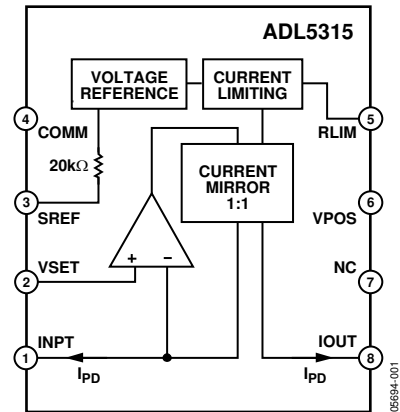 ADL5315
VOLTAGE
REFERENCE
CURRENT
LIMITING
4
COMM
5
RLIM
20kΩ
CURRENT
MIRROR
1:1
3
SREF
6
VPOS
2
VSET
+ −
NC
7
1
INPT
IPD
IOUT
8
IPD
05694-001